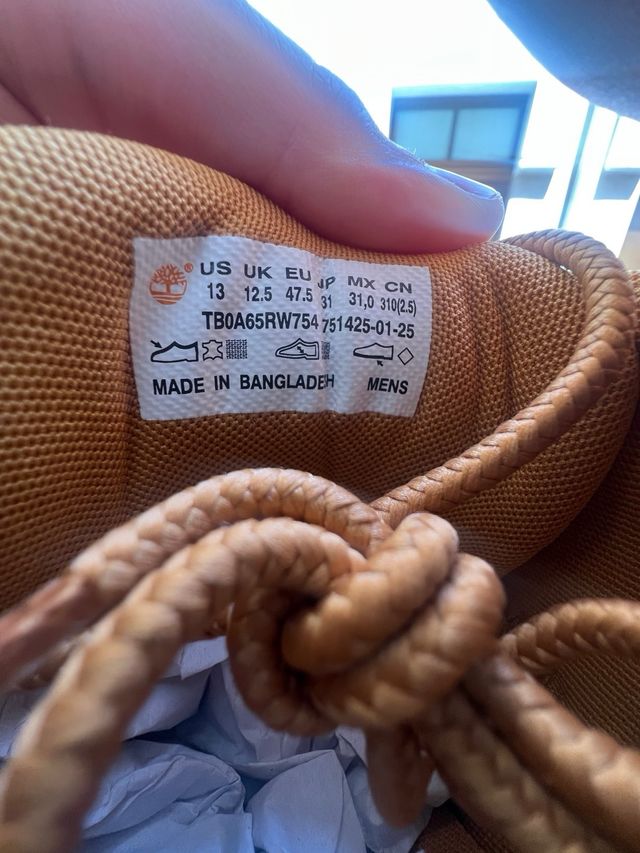 US UK EU JP MX CN
13 12.5 47.5 31 31,0 310(2.5)
TB0A65RW754 751425-01-25
MADE IN BANGLADESH MENS